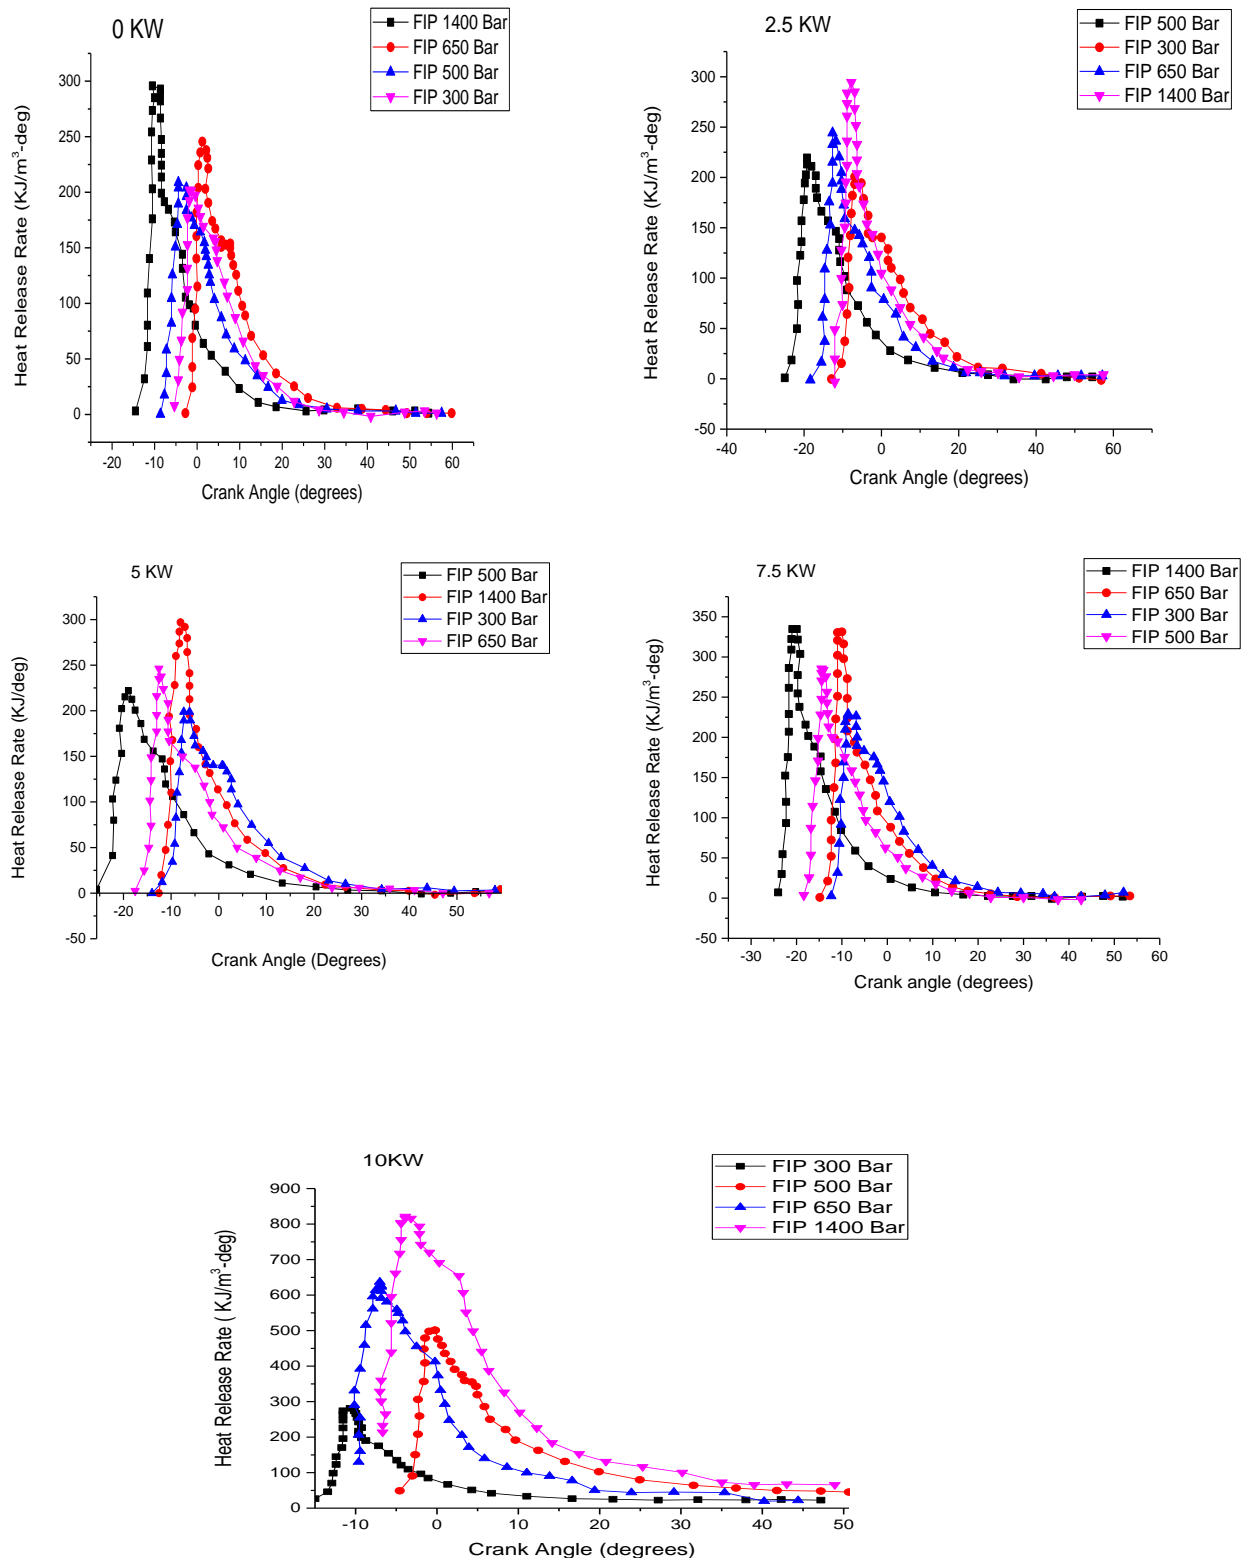 0 KW
FIP 1400 Bar
FIP 650 Bar
FIP 500 Bar
FIP 300 Bar
Heat Release Rate (KJ/m³-deg)
300
250
200
150
100
50
0
-20 -10 0 10 20 30 40 50 60
Crank Angle (degrees)
2.5 KW
FIP 500 Bar
FIP 300 Bar
FIP 650 Bar
FIP 1400 Bar
Heat Release Rate (KJ/m³-deg)
300
250
200
150
100
50
0
-50
-40 -20 0 20 40 60
Crank Angle (degrees)
5 KW
FIP 500 Bar
FIP 1400 Bar
FIP 300 Bar
FIP 650 Bar
Heat Release Rate (KJ/deg)
300
250
200
150
100
50
0
-50
-20 -10 0 10 20 30 40 50
Crank Angle (Degrees)
7.5 KW
FIP 1400 Bar
FIP 650 Bar
FIP 300 Bar
FIP 500 Bar
Heat Release Rate (KJ/m³-deg)
350
300
250
200
150
100
50
0
-50
-30 -20 -10 0 10 20 30 40 50 60
Crank angle (degrees)
10KW
FIP 300 Bar
FIP 500 Bar
FIP 650 Bar
FIP 1400 Bar
Heat Release Rate ( KJ/m³-deg)
900
800
700
600
500
400
300
200
100
0
-10 0 10 20 30 40 50
Crank Angle (degrees)